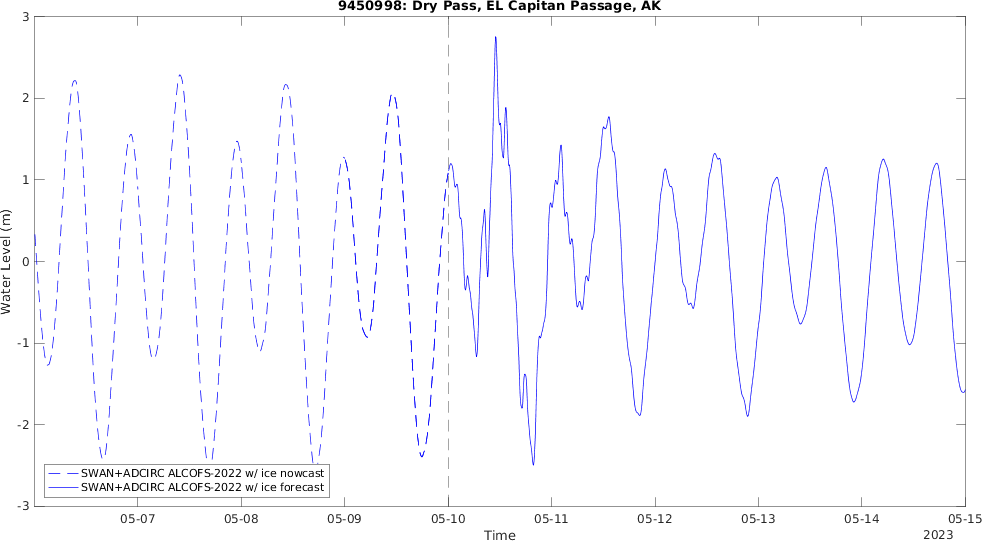 9450998: Dry Pass, EL Capitan Passage, AK
3
2
1
0
-1
-2
-3
Water Level (m)
SWAN+ADCIRC ALCOFS-2022 w/ ice nowcast
SWAN+ADCIRC ALCOFS-2022 w/ ice forecast
05-07 05-08 05-09 05-10 05-11 05-12 05-13 05-14 05-15
Time
2023